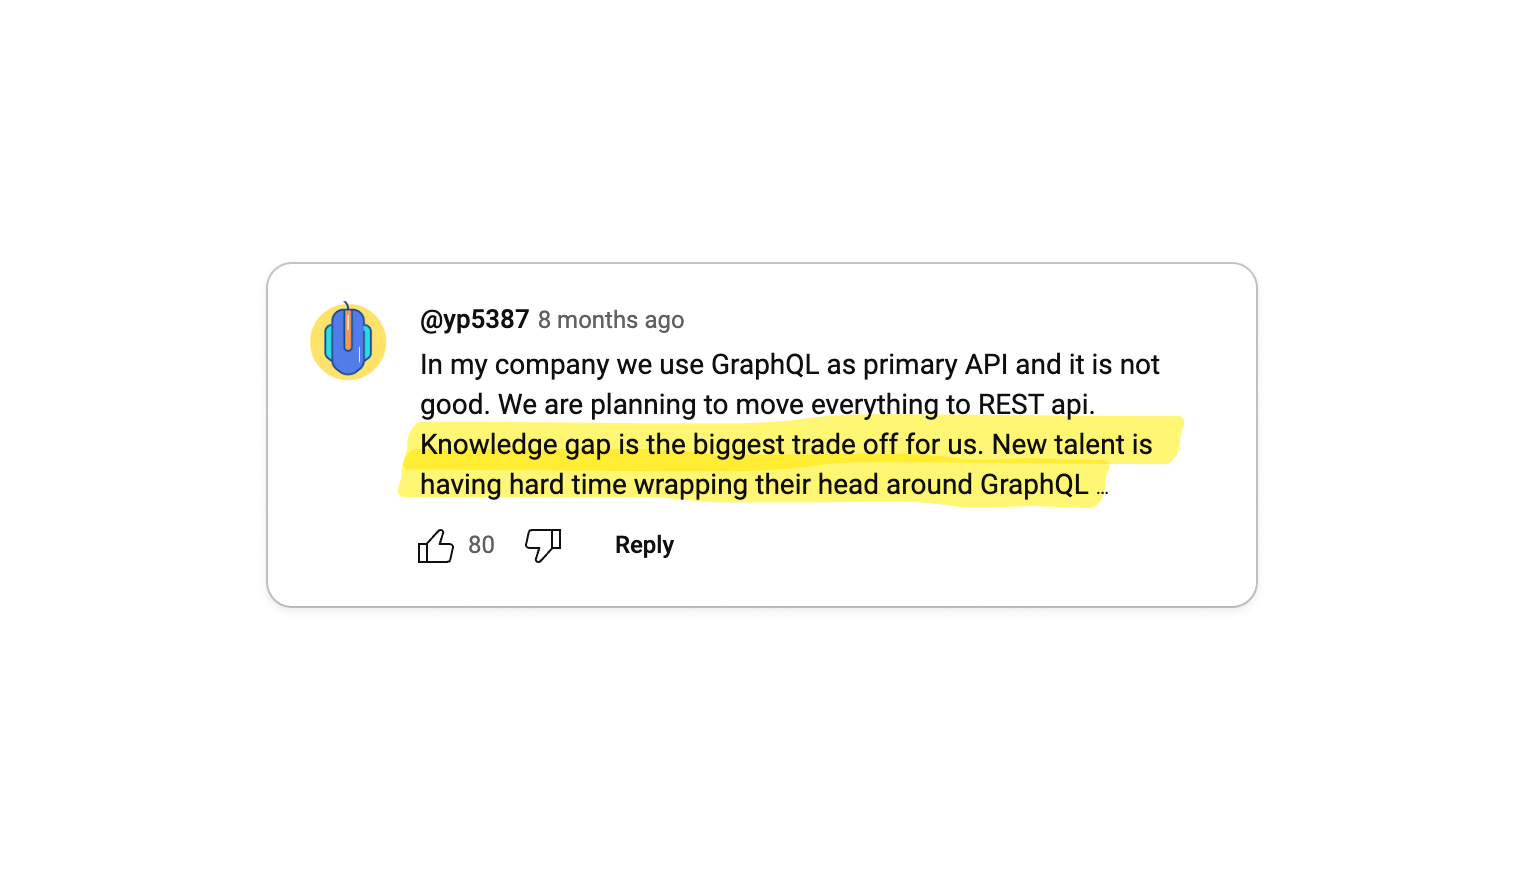 @yp5387 8 months ago
In my company we use GraphQL as primary API and it is not
good. We are planning to move everything to REST api.
Knowledge gap is the biggest trade off for us. New talent is
having hard time wrapping their head around GraphQL ...
80 Reply